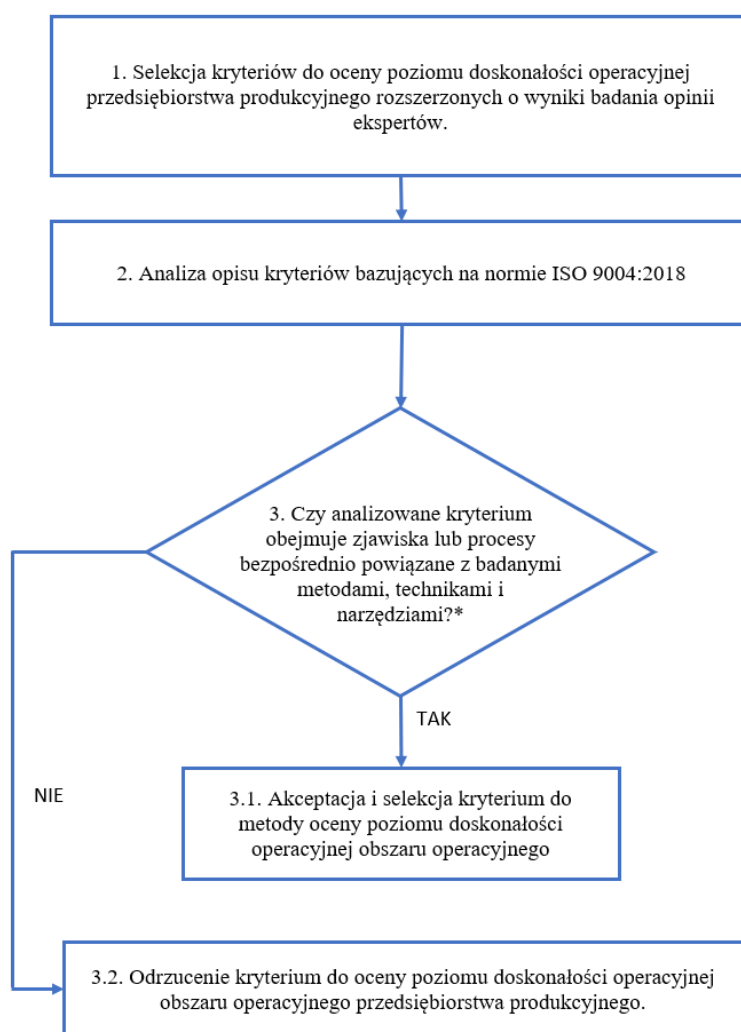 1. Selekcja kryteriów do oceny poziomu doskonałości operacyjnej
przedsiębiorstwa produkcyjnego rozszerzonych o wyniki badania opinii
ekspertów.
2. Analiza opisu kryteriów bazujących na normie ISO 9004:2018
3. Czy analizowane kryterium
obejmuje zjawiska lub procesy
bezpośrednio powiązane z badanymi
metodami, technikami i
narzędziami?*
TAK
NIE
3.1. Akceptacja i selekcja kryterium do
metody oceny poziomu doskonałości
operacyjnej obszaru operacyjnego
3.2. Odrzucenie kryterium do oceny poziomu doskonałości operacyjnej
obszaru operacyjnego przedsiębiorstwa produkcyjnego.